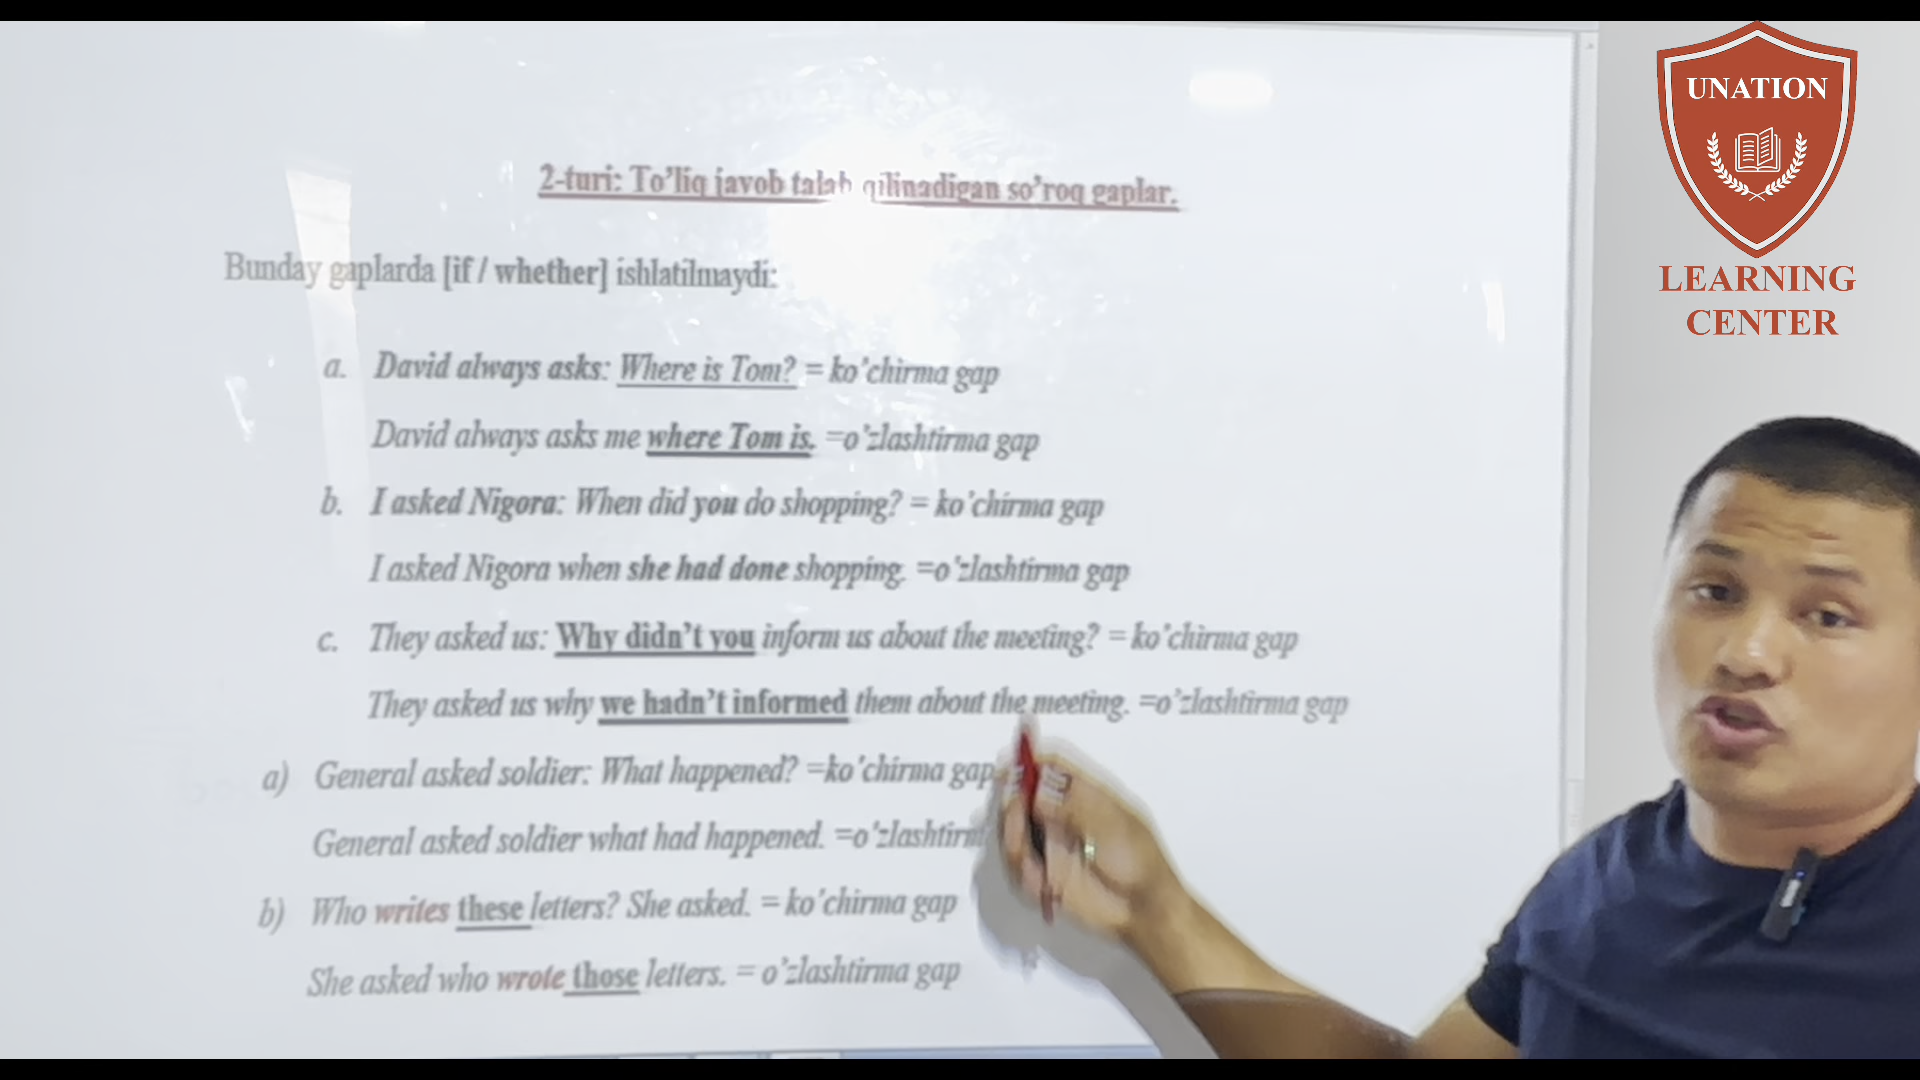 UNATION
LEARNING
CENTER
2-turi: To’liq javob talab qilinadigan so’roq gaplar.
Bunday gaplarda [if / whether] ishlatilmaydi:
a. David always asks: Where is Tom? = ko’chirma gap
David always asks me where Tom is. =o’zlashtirma gap
b. I asked Nigora: When did you do shopping? = ko’chirma gap
I asked Nigora when she had done shopping. =o’zlashtirma gap
c. They asked us: Why didn’t you inform us about the meeting? = ko’chirma gap
They asked us why we hadn’t informed them about the meeting. =o’zlashtirma gap
a) General asked soldier: What happened? =ko’chirma gap
General asked soldier what had happened. =o’zlashtirm
b) Who writes these letters? She asked. = ko’chirma gap
She asked who wrote those letters. = o’zlashtirma gap